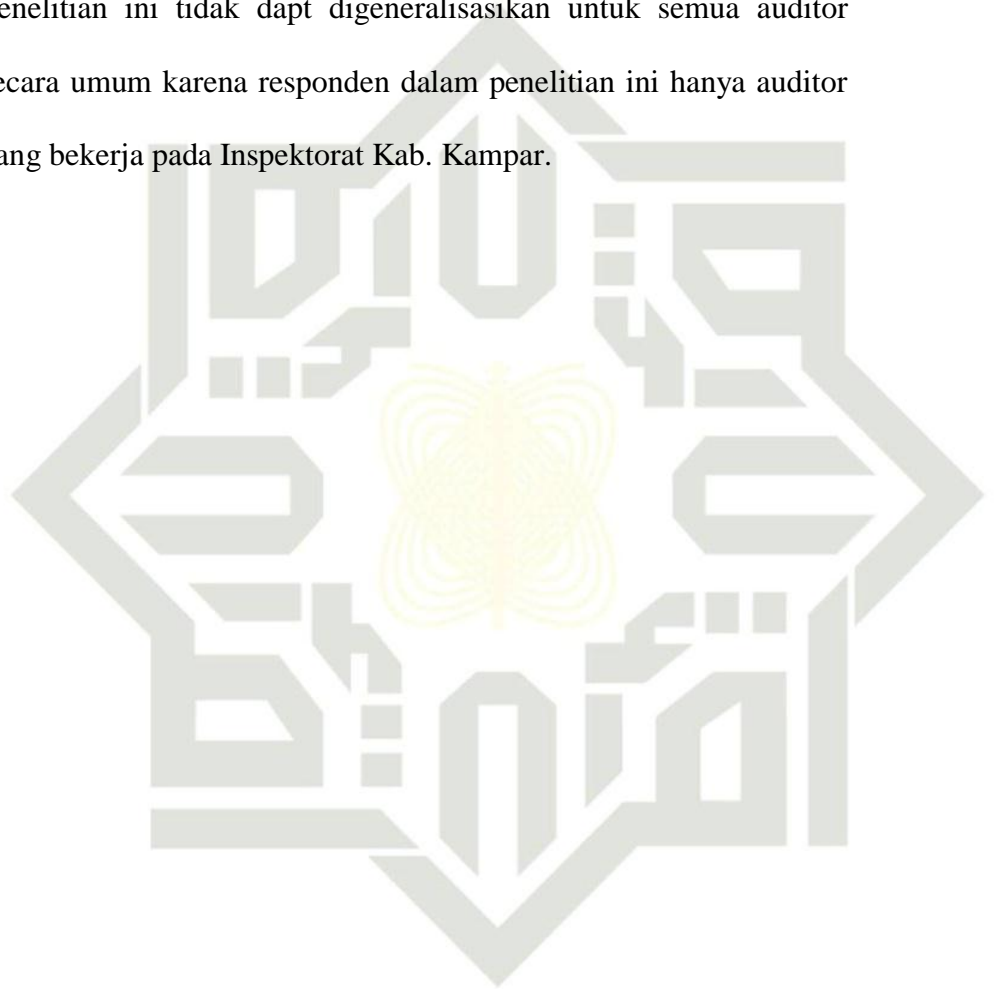 enelitian ini tidak dapt digeneralisasikan untuk semua auditor
ecara umum karena responden dalam penelitian ini hanya auditor
ang bekerja pada Inspektorat Kab. Kampar.